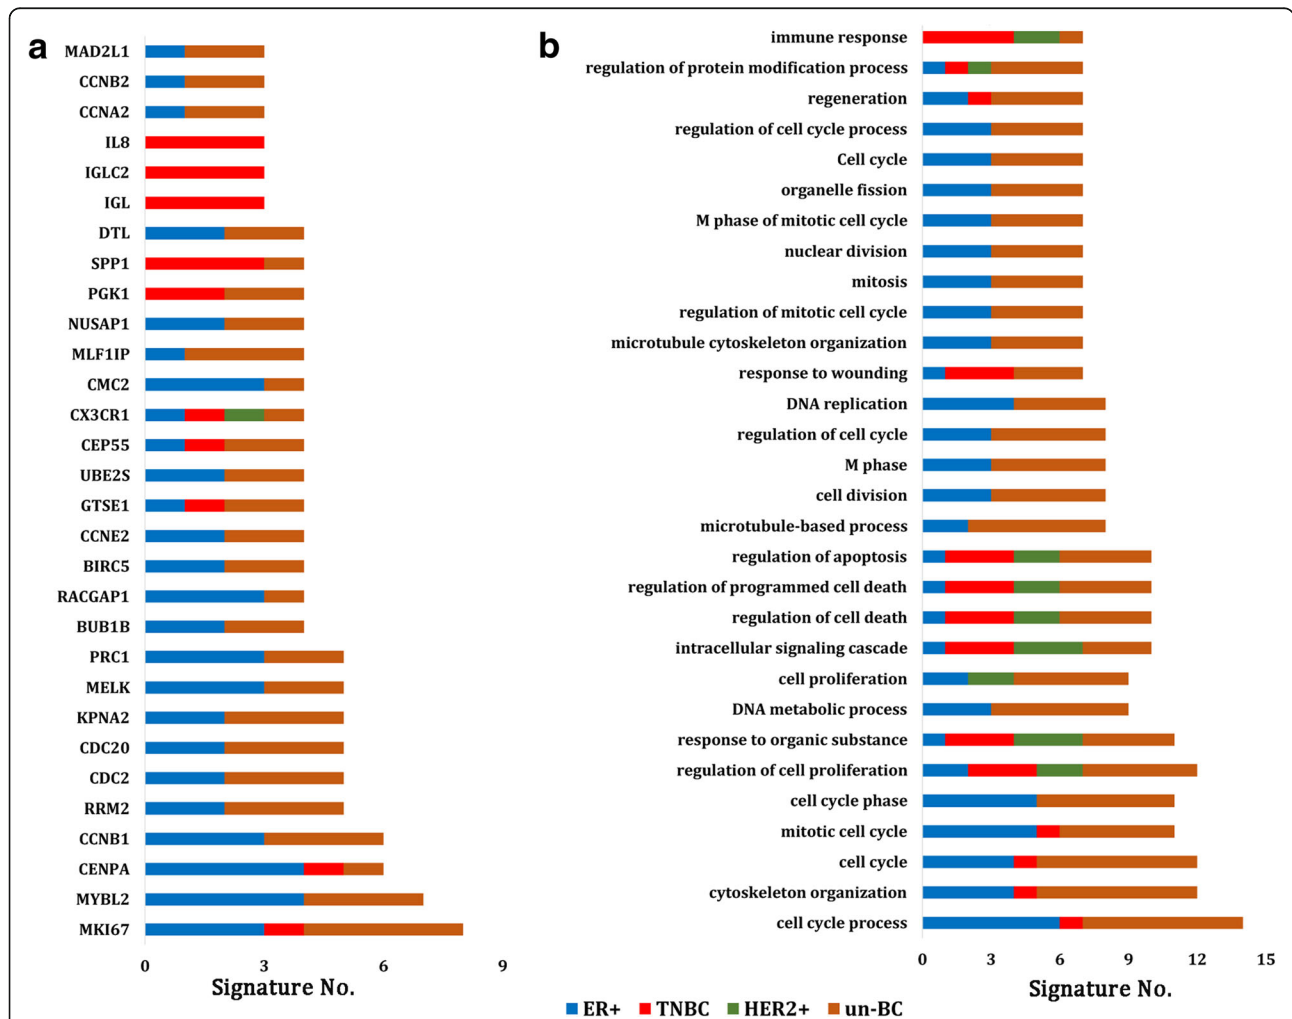 a
MAD2L1
CCNB2
CCNA2
IL8
IGLC2
IGL
DTL
SPP1
PGK1
NUSAP1
MLF1IP
CMC2
CX3CR1
CEP55
UBE2S
GTSE1
CCNE2
BIRC5
RACGAP1
BUB1B
PRC1
MELK
KPNA2
CDC20
CDC2
RRM2
CCNB1
CENPA
MYBL2
MKI67
0 3 6 9
Signature No.
b
immune response
regulation of protein modification process
regeneration
regulation of cell cycle process
Cell cycle
organelle fission
M phase of mitotic cell cycle
nuclear division
mitosis
regulation of mitotic cell cycle
microtubule cytoskeleton organization
response to wounding
DNA replication
regulation of cell cycle
M phase
cell division
microtubule-based process
regulation of apoptosis
regulation of programmed cell death
regulation of cell death
intracellular signaling cascade
cell proliferation
DNA metabolic process
response to organic substance
regulation of cell proliferation
cell cycle phase
mitotic cell cycle
cell cycle
cytoskeleton organization
cell cycle process
0 3 6 9 12 15
Signature No.
ER+ TNBC HER2+ un-BC